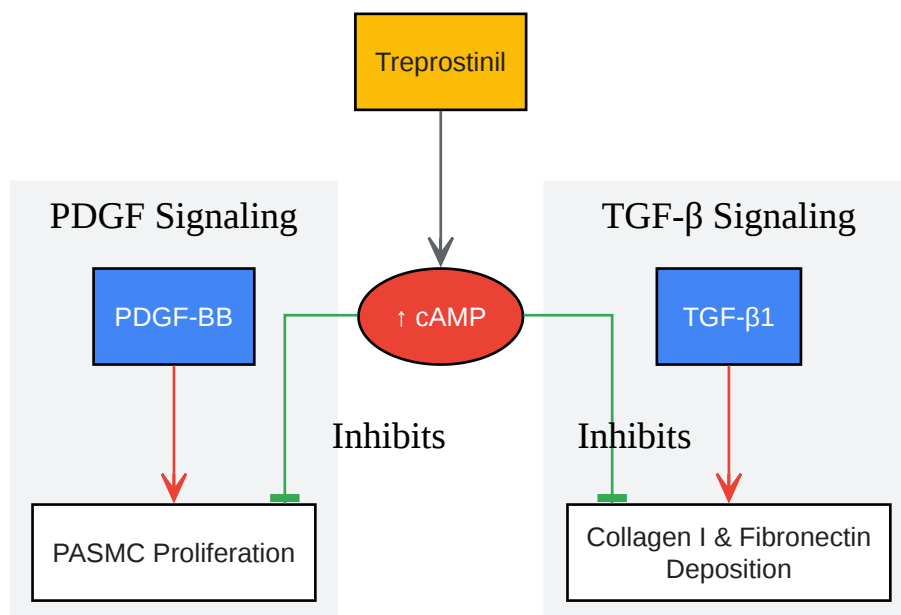 Treprostinil
PDGF Signaling
TGF-β Signaling
PDGF-BB
↑ cAMP
TGF-β1
Inhibits
Inhibits
PASMC Proliferation
Collagen I & Fibronectin
Deposition